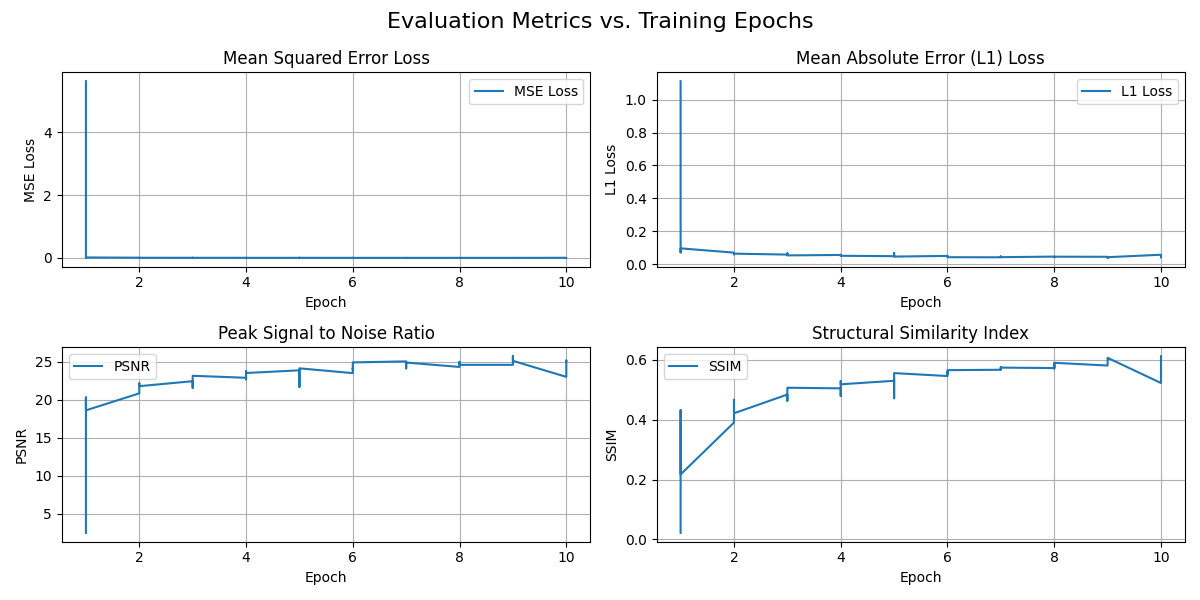 Evaluation Metrics vs. Training Epochs
Mean Squared Error Loss
MSE Loss
4
2
0
MSE Loss
2
4
6
8
10
Epoch
Mean Absolute Error (L1) Loss
L1 Loss
1.0
0.8
0.6
0.4
0.2
0.0
L1 Loss
2
4
6
8
10
Epoch
Peak Signal to Noise Ratio
PSNR
25
20
15
10
5
PSNR
2
4
6
8
10
Epoch
Structural Similarity Index
SSIM
0.6
0.4
0.2
0.0
SSIM
2
4
6
8
10
Epoch